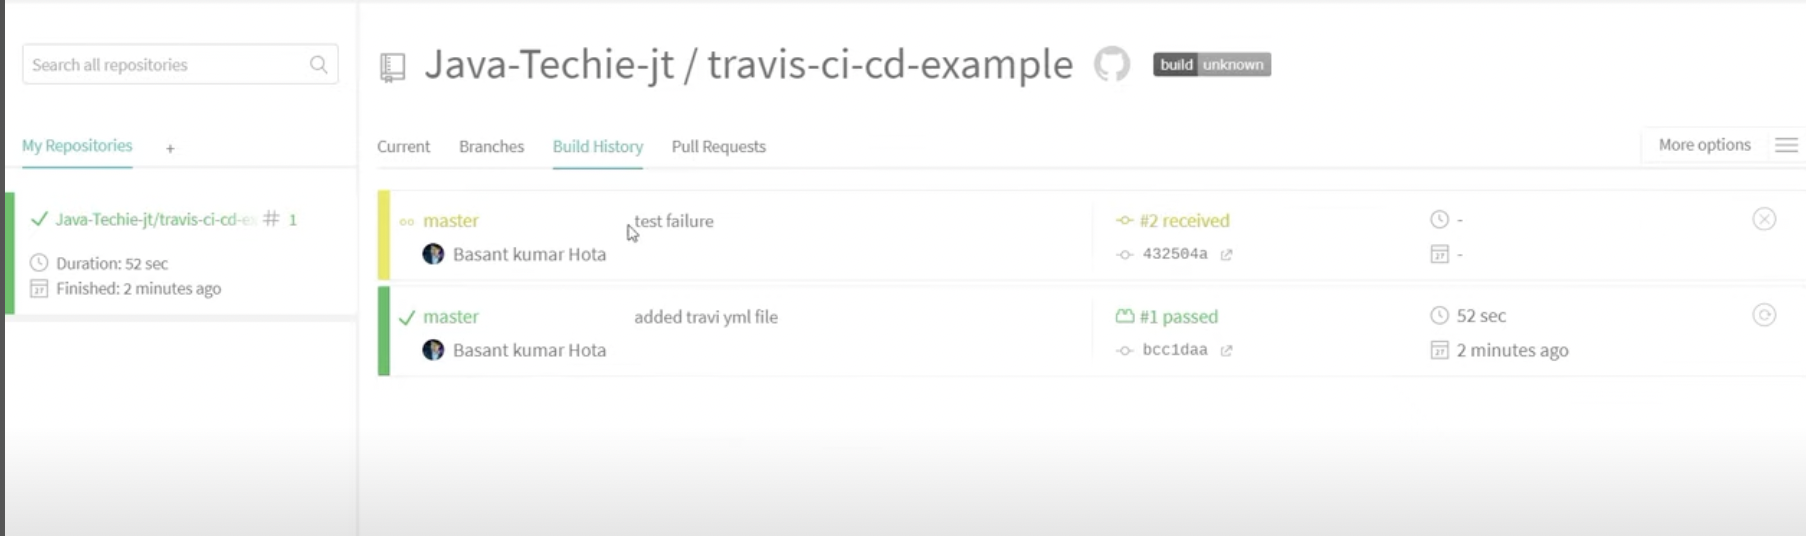 Search all repositories
My Repositories +
Java-Techie-jt/travis-ci-cd-ex # 1
Duration: 52 sec
Finished: 2 minutes ago
Java-Techie-jt / travis-ci-cd-example build unknown
Current Branches Build History Pull Requests More options
master test failure #2 received -
Basant kumar Hota 432504a -
master added travi yml file #1 passed 52 sec
Basant kumar Hota bcc1daa 2 minutes ago